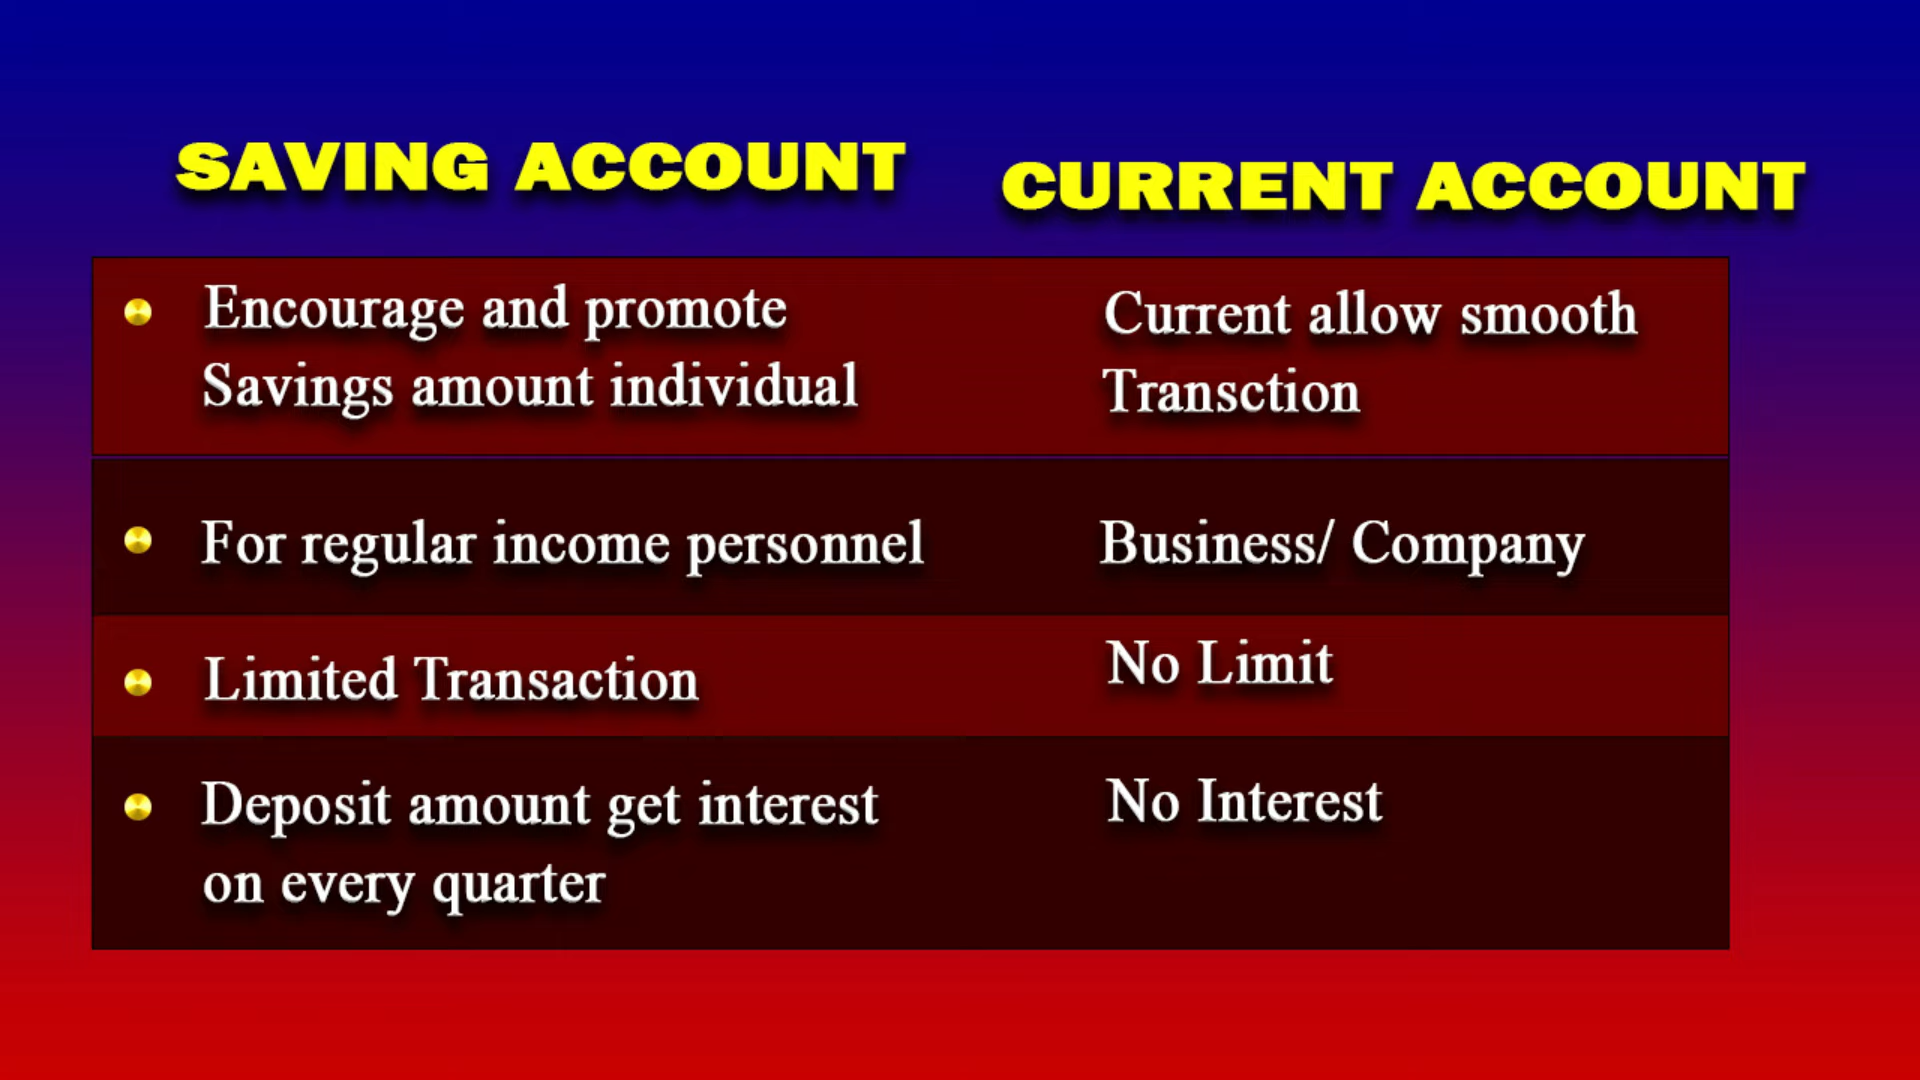 SAVING ACCOUNT
CURRENT ACCOUNT
Encourage and promote
Savings amount individual
Current allow smooth
Transction
For regular income personnel
Business/ Company
Limited Transaction
No Limit
Deposit amount get interest
on every quarter
No Interest